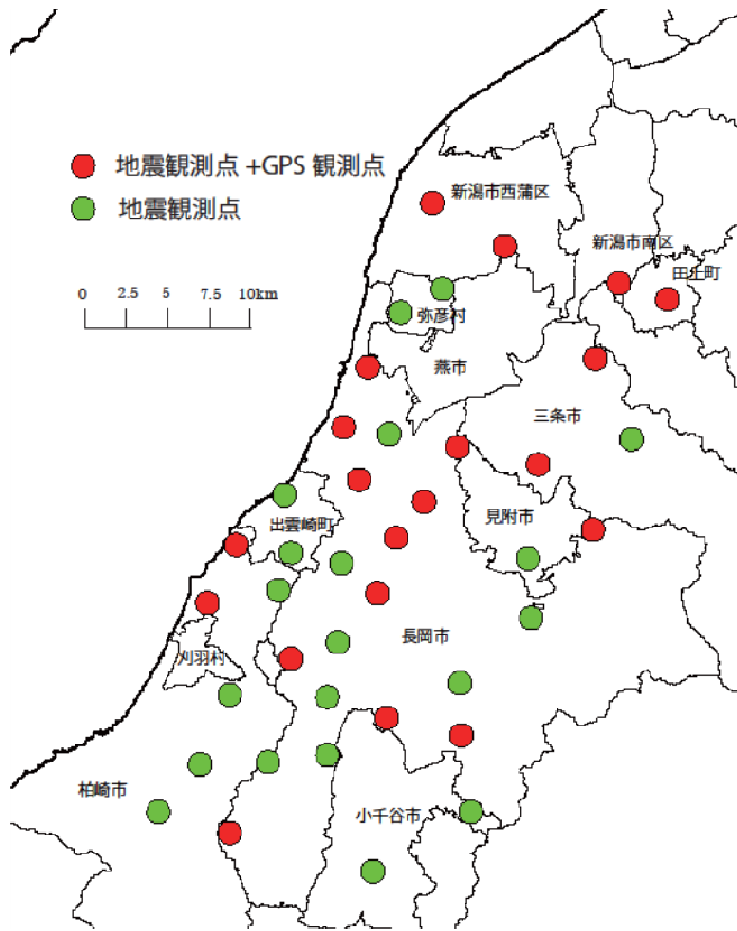 地震観測点 +GPS 観測点
地震観測点
0 2.5 5 7.5 10km
新潟市西蒲区
新潟市南区
田上町
弥彦村
燕市
三条市
見附市
出雲崎町
長岡市
刈羽村
柏崎市
小千谷市